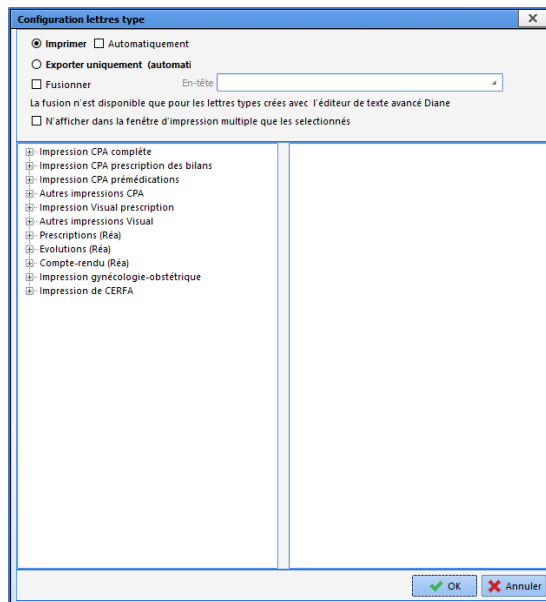 Configuration lettres type
Imprimer Automatiquement
Exporter uniquement (automati
Fusionner En-tête
La fusion n'est disponible que pour les lettres types crées avec l'éditeur de texte avancé Diane
N'afficher dans la fenêtre d'impression multiple que les selectionnés
Impression CPA complète
Impression CPA prescription des bilans
Impression CPA prémédications
Autres impressions CPA
Impression Visual prescription
Autres impressions Visual
Prescriptions (Réa)
Evolutions (Réa)
Compte-rendu (Réa)
Impression gynécologie-obstétrique
Impression de CERFA
OK Annuler